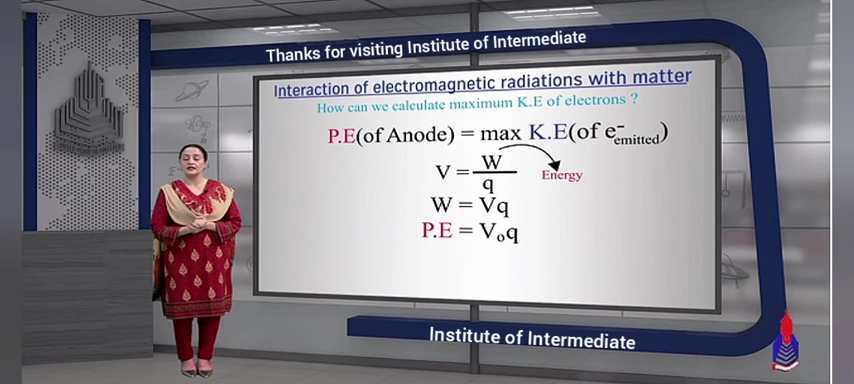 Thanks for visiting Institute of Intermediate
Interaction of electromagnetic radiations with matter
How can we calculate maximum K.E of electrons ?
P.E(of Anode) = max K.E(of e⁻emitted)
V = W/q
Energy
W = Vq
P.E = Voq
Institute of Intermediate